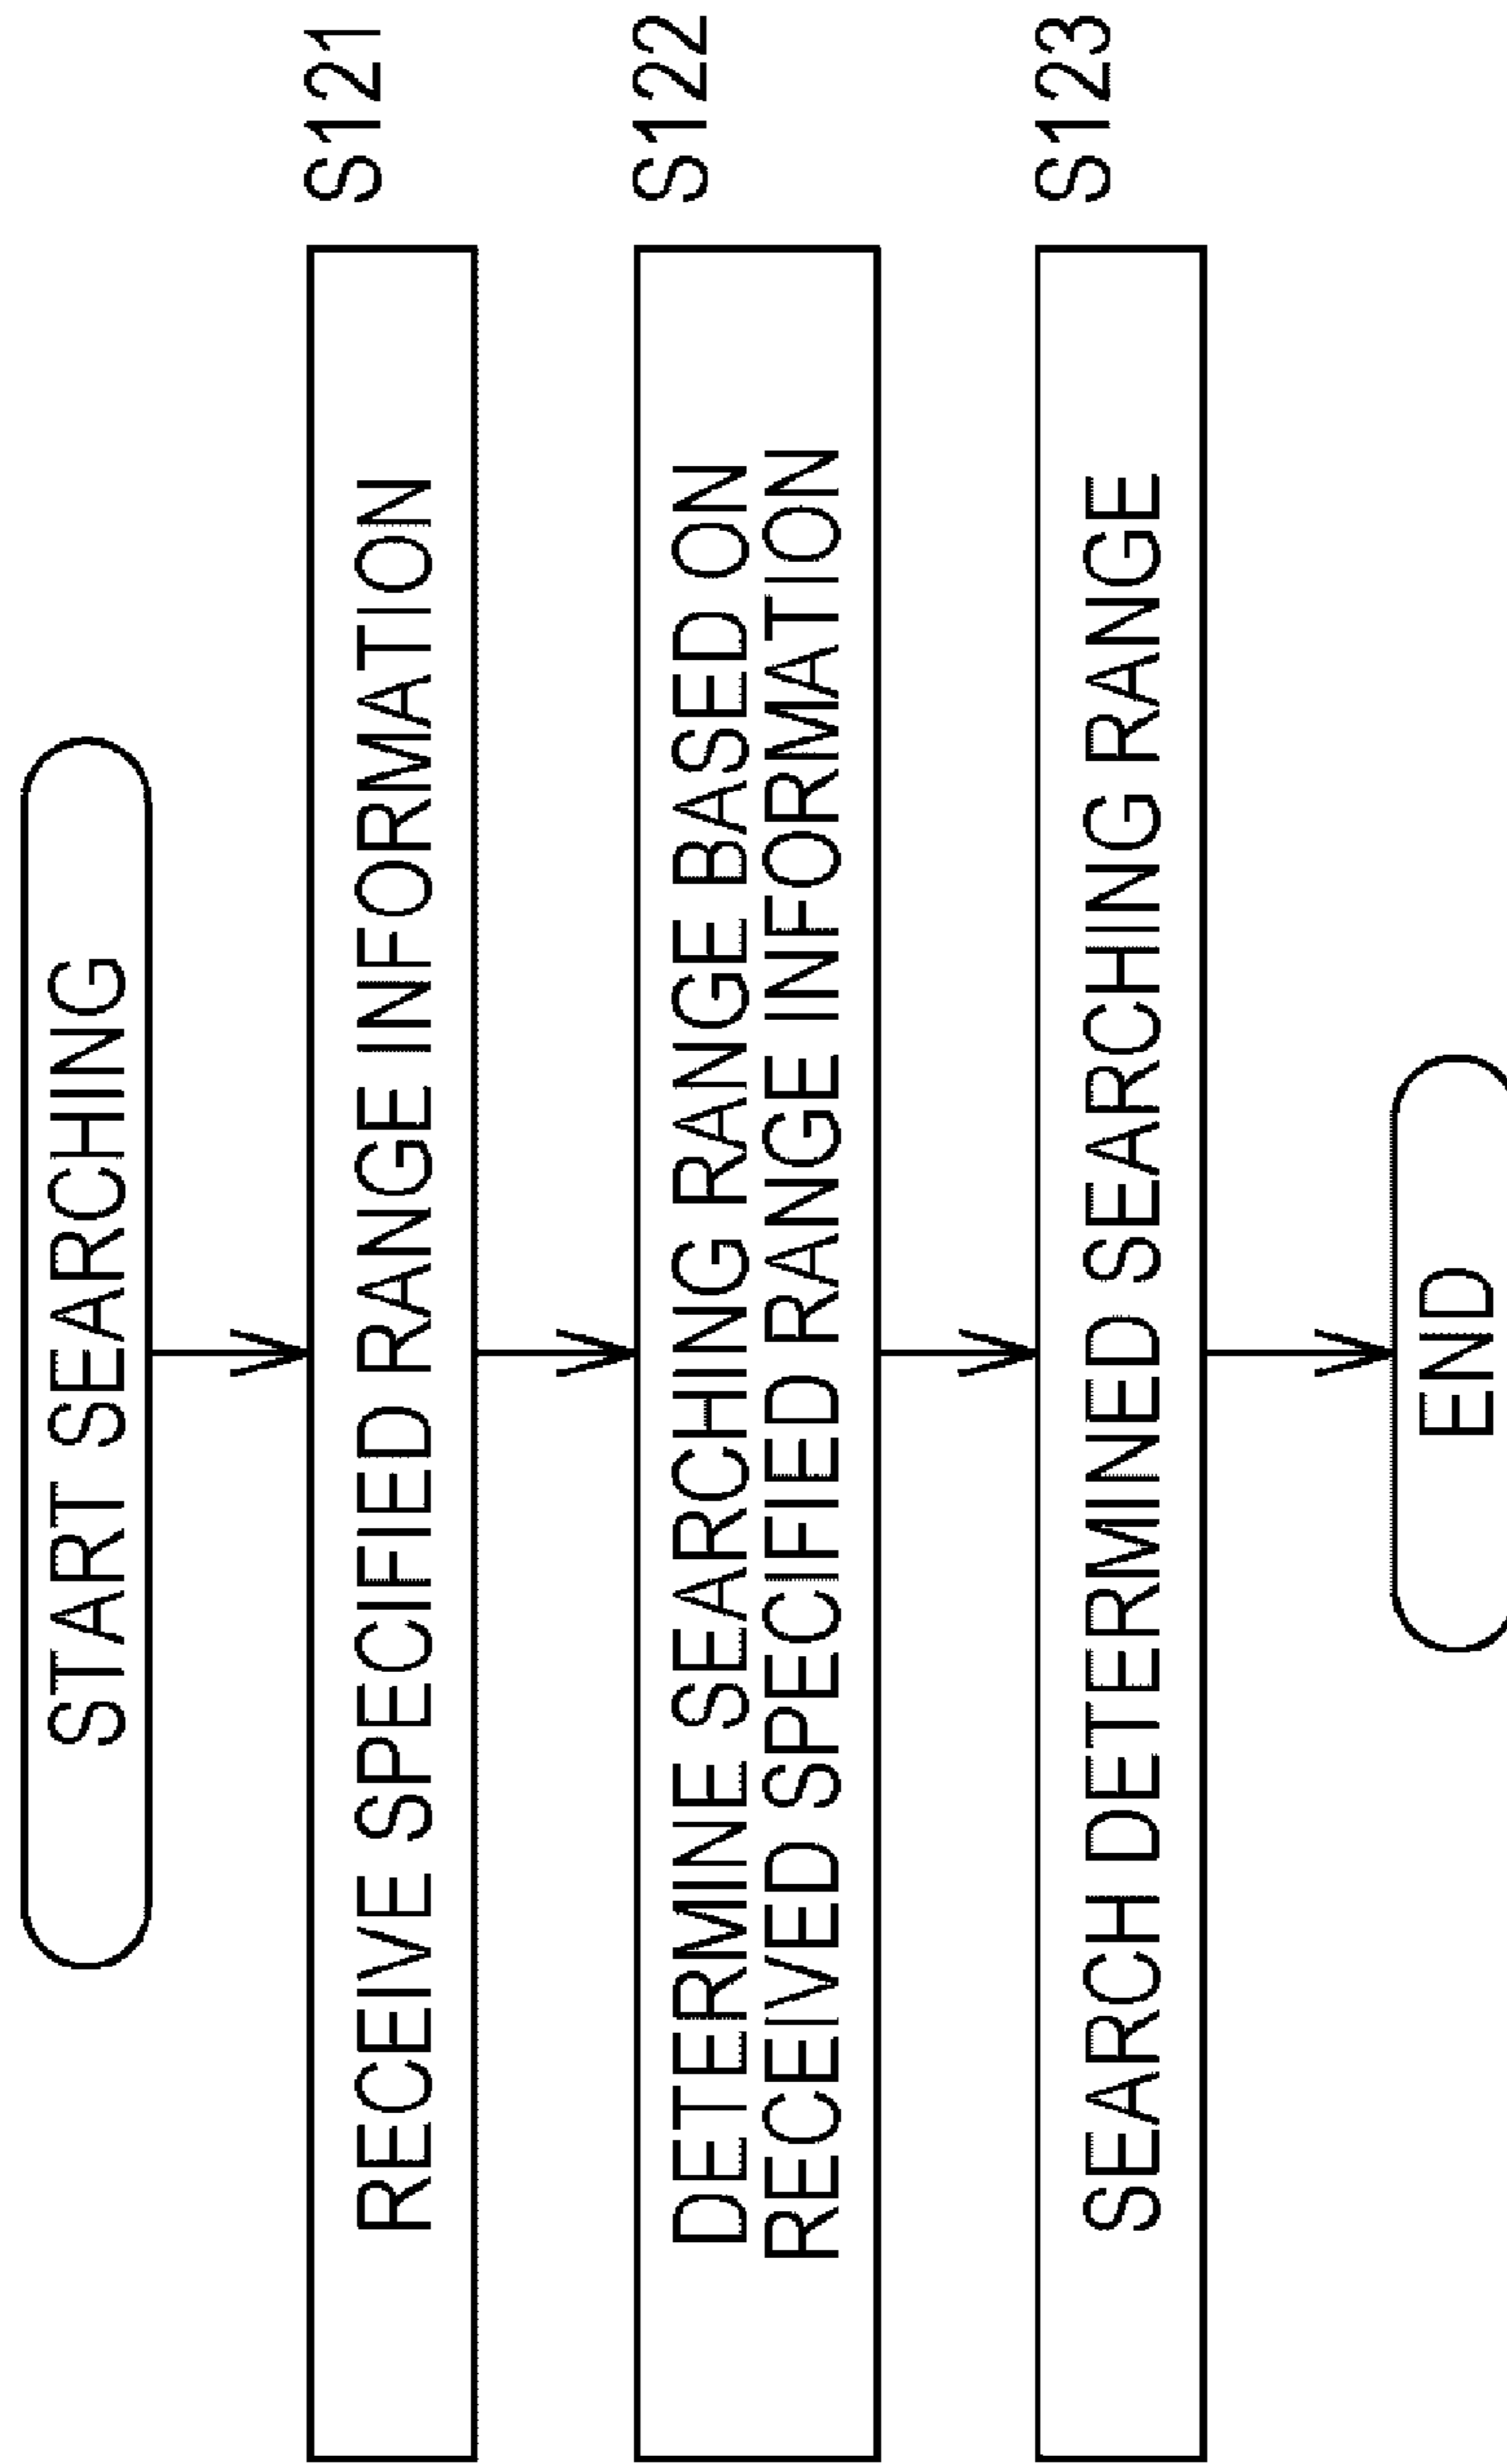 START SEARCHING
RECEIVE SPECIFIED RANGE INFORMATION
S121
DETERMINE SEARCHING RANGE BASED ON
RECEIVED SPECIFIED RANGE INFORMATION
S122
SEARCH DETERMINED SEARCHING RANGE
S123
END